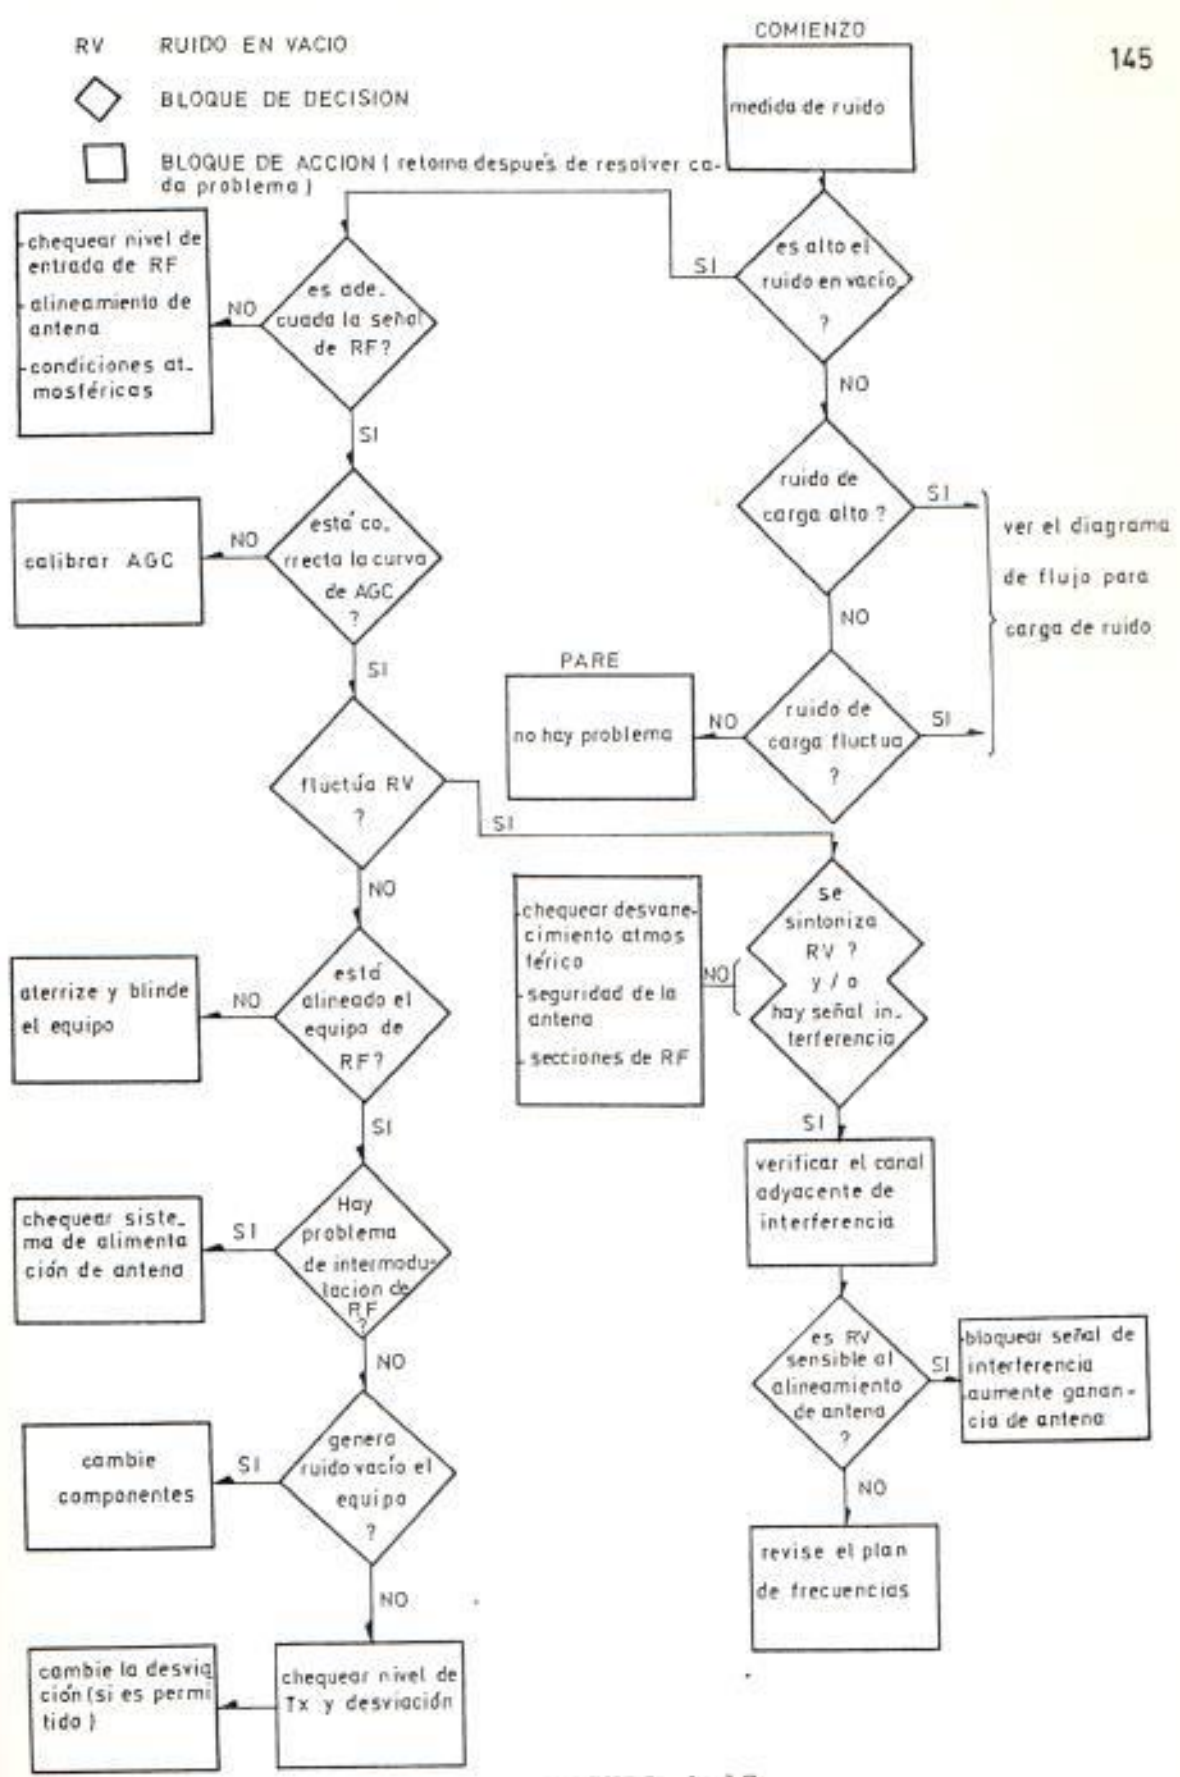 RV RUIDO EN VACIO
BLOQUE DE DECISION
BLOQUE DE ACCION ( retorna después de resolver ca-
da problema )
145
COMIENZO
medida de ruido
es alto el
ruido en vacío
?
SI
NO
es ade-
cuada la señal
de RF?
NO
SI
-chequear nivel de
entrada de RF
-alineamiento de
antena
-condiciones at-
mosféricas
ruido de
carga alto ?
SI
NO
ver el diagrama
de flujo para
carga de ruido
está co-
rrecta la curva
de AGC
?
NO
SI
calibrar AGC
ruido de
carga fluctua
?
NO
SI
PARE
no hay problema
fluctúa RV
?
SI
NO
se
sintoniza
RV ?
y / o
hay señal in-
terferencia
NO
SI
-chequear desvane-
cimiento atmos
férico
-seguridad de la
antena
- secciones de RF
está
alineado el
equipo de
RF?
NO
SI
aterrize y blinde
el equipo
verificar el canal
adyacente de
interferencia
Hay
problema
de intermodu-
lacion de
RF
?
SI
NO
chequear siste-
ma de alimenta
ción de antena
es RV
sensible al
alineamiento
de antena
?
SI
NO
-bloquear señal de
interferencia
-aumente ganan-
cia de antena
genera
ruido vacío el
equipo
?
SI
NO
cambie
componentes
revise el plan
de frecuencias
chequear nivel de
Tx y desviación
cambie la desvia
ción (si es permi
tido )